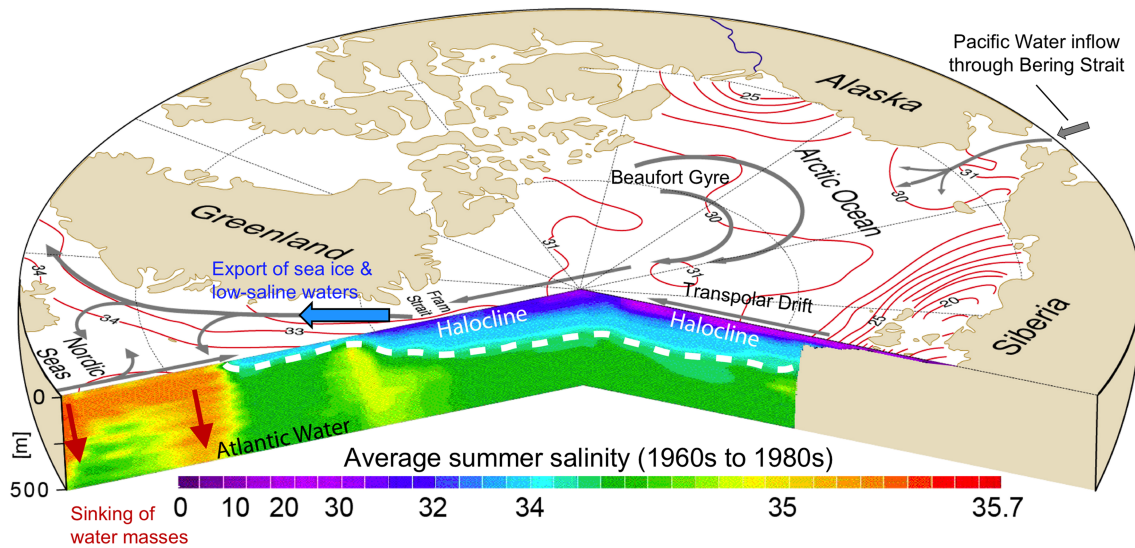 Pacific Water inflow
through Bering Strait
Alaska
25
Arctic Ocean
31
30
Beaufort Gyre
30
31
31
Greenland
Export of sea ice &
low-saline waters
Fram
Strait
Transpolar Drift
20
25
Siberia
34
34
33
Nordic
Seas
Halocline
Halocline
0
[m]
500
Atlantic Water
Sinking of
water masses
Average summer salinity (1960s to 1980s)
0 10 20 30 32 34 35 35.7